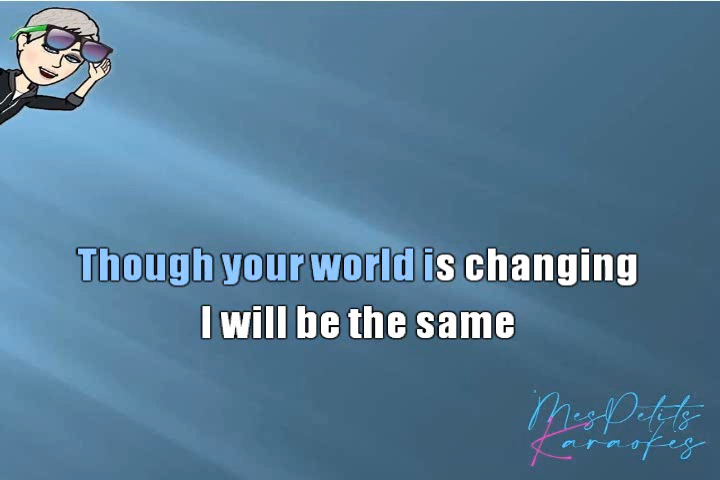 Though your world is changing
I will be the same
MesPetits
Karaokes